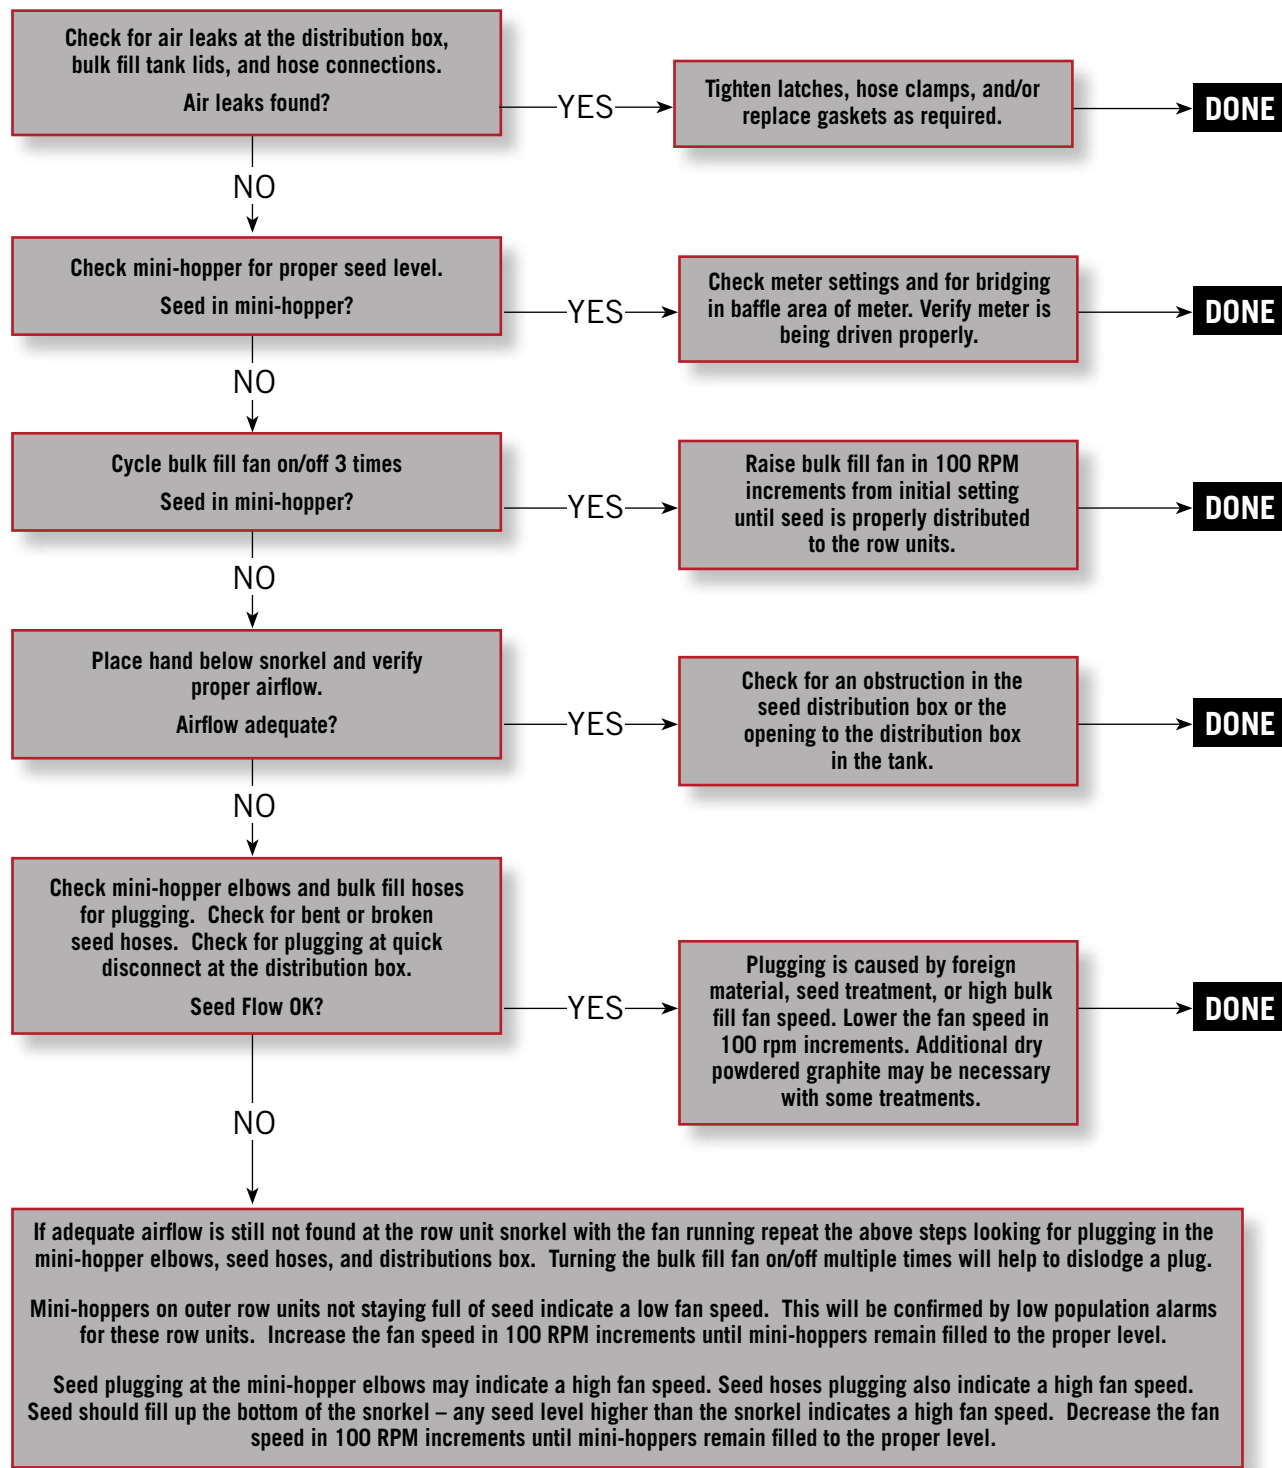 Check for air leaks at the distribution box,
bulk fill tank lids, and hose connections.
Air leaks found?
YES
Tighten latches, hose clamps, and/or
replace gaskets as required.
DONE
NO
Check mini-hopper for proper seed level.
Seed in mini-hopper?
YES
Check meter settings and for bridging
in baffle area of meter. Verify meter is
being driven properly.
DONE
NO
Cycle bulk fill fan on/off 3 times
Seed in mini-hopper?
YES
Raise bulk fill fan in 100 RPM
increments from initial setting
until seed is properly distributed
to the row units.
DONE
NO
Place hand below snorkel and verify
proper airflow.
Airflow adequate?
YES
Check for an obstruction in the
seed distribution box or the
opening to the distribution box
in the tank.
DONE
NO
Check mini-hopper elbows and bulk fill hoses
for plugging.  Check for bent or broken
seed hoses.  Check for plugging at quick
disconnect at the distribution box.
Seed Flow OK?
YES
Plugging is caused by foreign
material, seed treatment, or high bulk
fill fan speed. Lower the fan speed in
100 rpm increments. Additional dry
powdered graphite may be necessary
with some treatments.
DONE
NO
If adequate airflow is still not found at the row unit snorkel with the fan running repeat the above steps looking for plugging in the
mini-hopper elbows, seed hoses, and distributions box.  Turning the bulk fill fan on/off multiple times will help to dislodge a plug.
Mini-hoppers on outer row units not staying full of seed indicate a low fan speed.  This will be confirmed by low population alarms
for these row units.  Increase the fan speed in 100 RPM increments until mini-hoppers remain filled to the proper level.
Seed plugging at the mini-hopper elbows may indicate a high fan speed. Seed hoses plugging also indicate a high fan speed.
Seed should fill up the bottom of the snorkel – any seed level higher than the snorkel indicates a high fan speed.  Decrease the fan
speed in 100 RPM increments until mini-hoppers remain filled to the proper level.